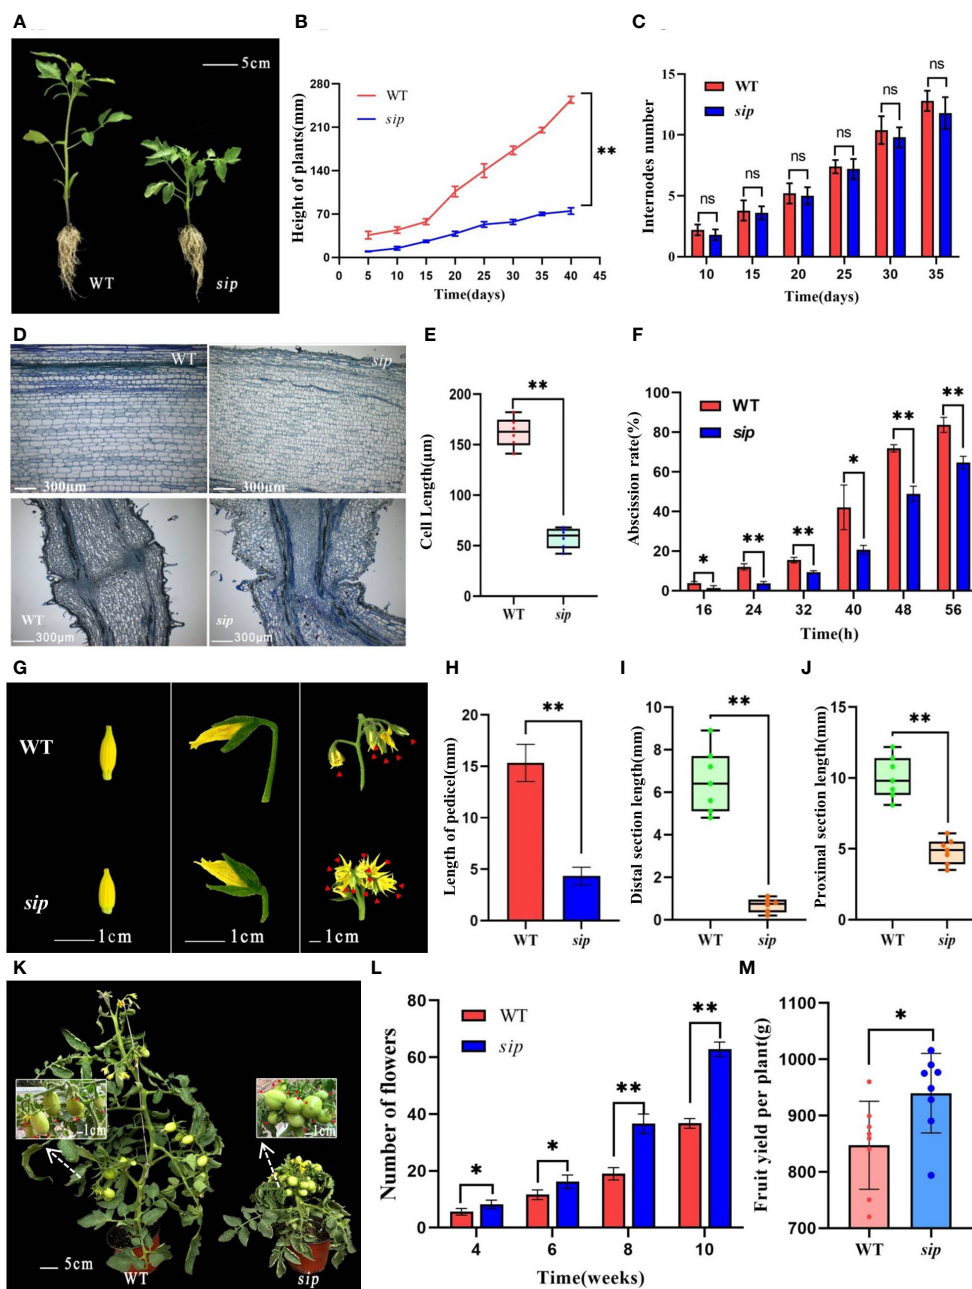 A
5cm
WT
sip
B
Height of plants(mm)
280
210
140
70
0
WT
sip
**
0 5 10 15 20 25 30 35 40 45
Time(days)
C
Internodes number
15
10
5
0
WT
sip
ns ns ns ns ns ns
10 15 20 25 30 35
Time(days)
D
WT
300μm
sip
300μm
WT
300μm
sip
300μm
E
Cell Length(μm)
200
150
100
50
0
**
WT sip
F
Abscission rate(%)
80
60
40
20
0
WT
sip
* ** ** * ** **
16 24 32 40 48 56
Time(h)
G
WT
sip
1cm
1cm
1cm
H
Length of pedicel(mm)
20
15
10
5
0
**
WT sip
I
Distal section length(mm)
10
8
6
4
2
0
**
WT sip
J
Proximal section length(mm)
15
10
5
0
**
WT sip
K
1cm
1cm
5cm
WT
sip
L
Number of flowers
80
60
40
20
0
WT
sip
* * ** **
4 6 8 10
Time(weeks)
M
Fruit yield per plant(g)
1100
1000
900
800
700
*
WT sip